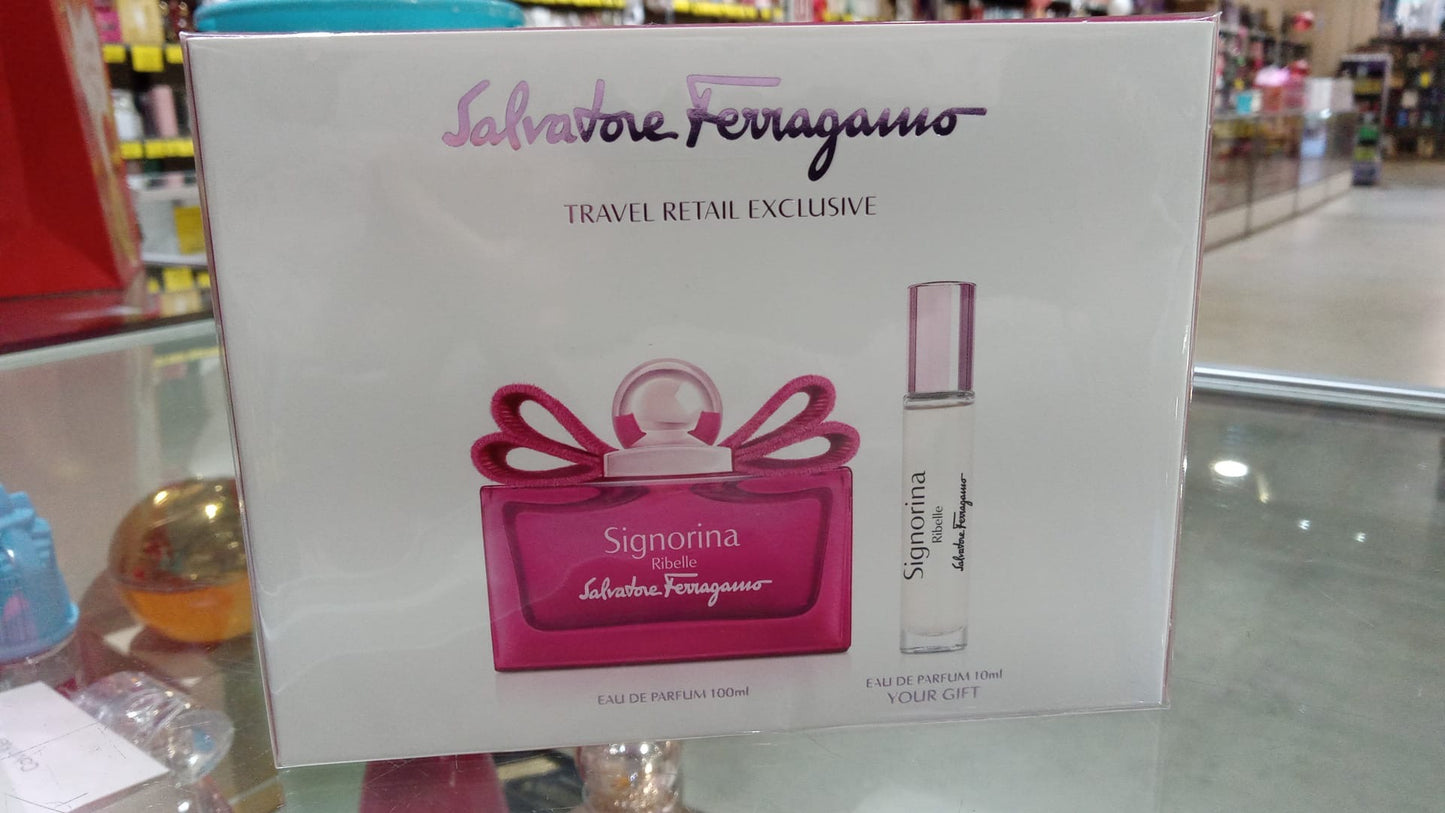 Salvatore Ferragamo
TRAVEL RETAIL EXCLUSIVE
Signorina
Ribelle
Salvatore Ferragamo
EAU DE PARFUM 100ml
Signorina
Ribelle
Salvatore Ferragamo
EAU DE PARFUM 10ml
YOUR GIFT